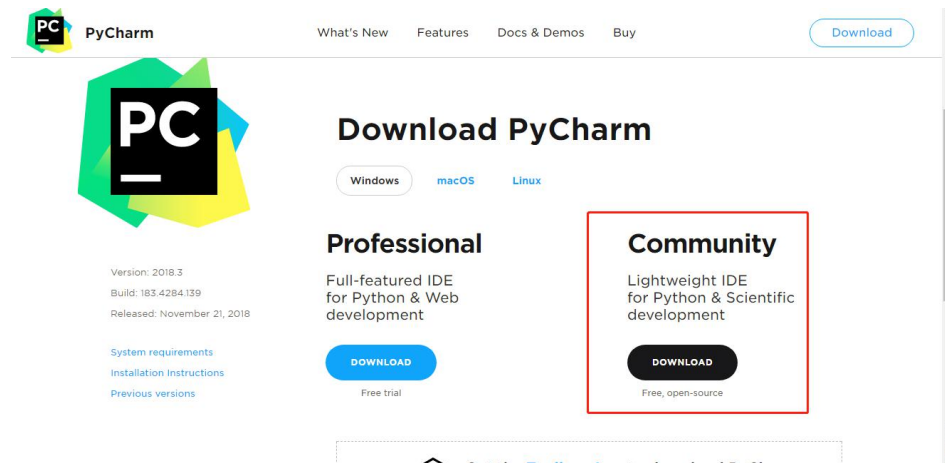 PC PyCharm What's New Features Docs & Demos Buy Download
PC
Download PyCharm
Windows macOS Linux
Professional
Full-featured IDE
for Python & Web
development
DOWNLOAD
Free trial
Community
Lightweight IDE
for Python & Scientific
development
DOWNLOAD
Free, open-source
Version: 2018.3
Build: 183.4284.139
Released: November 21, 2018
System requirements
Installation Instructions
Previous versions